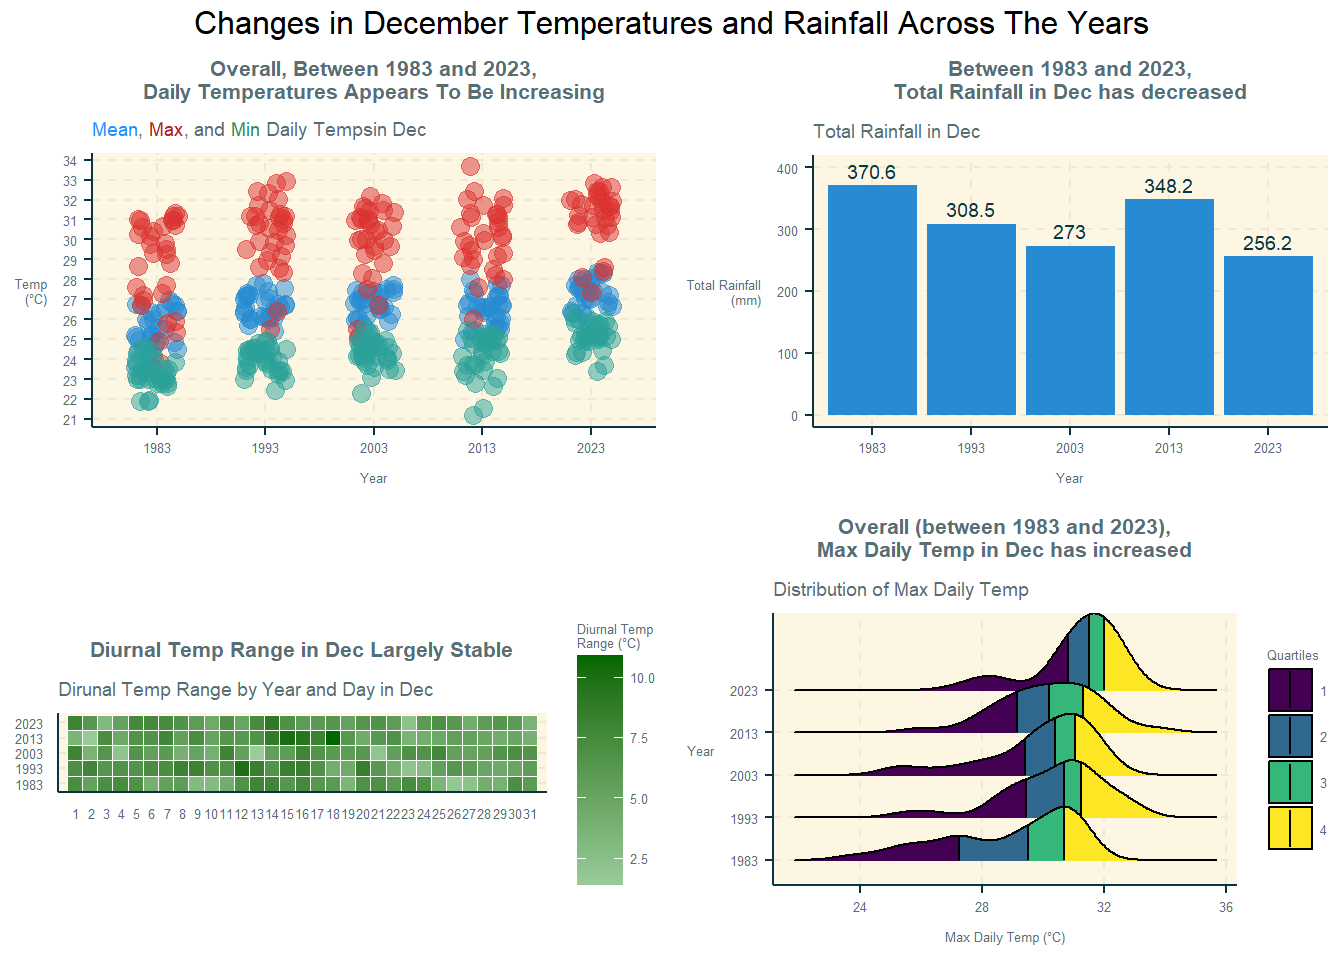 Changes in December Temperatures and Rainfall Across The Years
Overall, Between 1983 and 2023,
Daily Temperatures Appears To Be Increasing
Mean, Max, and Min Daily Tempsin Dec
34
33
32
31
30
29
28
27
26
25
24
23
22
21
Temp
(°C)
1983 1993 2003 2013 2023
Year
Between 1983 and 2023,
Total Rainfall in Dec has decreased
Total Rainfall in Dec
400
300
200
100
0
Total Rainfall
(mm)
370.6
308.5
273
348.2
256.2
1983 1993 2003 2013 2023
Year
Diurnal Temp Range in Dec Largely Stable
Dirunal Temp Range by Year and Day in Dec
2023
2013
2003
1993
1983
1 2 3 4 5 6 7 8 9 10 11 12 13 14 15 16 17 18 19 20 21 22 23 24 25 26 27 28 29 30 31
Diurnal Temp
Range (°C)
10.0
7.5
5.0
2.5
Overall (between 1983 and 2023),
Max Daily Temp in Dec has increased
Distribution of Max Daily Temp
2023
2013
2003
1993
1983
Year
24 28 32 36
Max Daily Temp (°C)
Quartiles
1
2
3
4